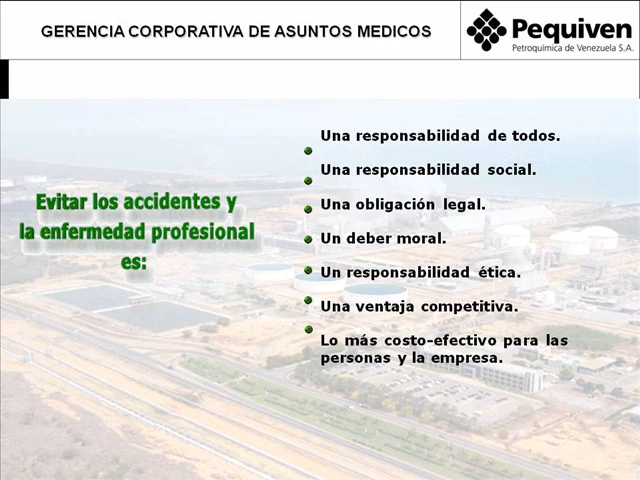 GERENCIA CORPORATIVA DE ASUNTOS MEDICOS
Pequiven
Petroquímica de Venezuela S.A.
Evitar los accidentes y
la enfermedad profesional
es:
Una responsabilidad de todos.
Una responsabilidad social.
Una obligación legal.
Un deber moral.
Un responsabilidad ética.
Una ventaja competitiva.
Lo más costo-efectivo para las
personas y la empresa.